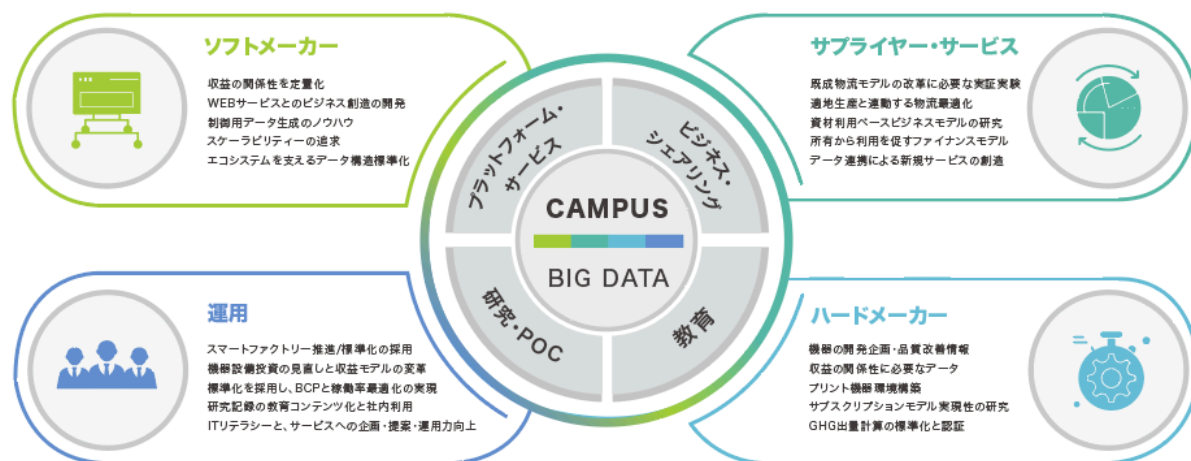 ソフトメーカー
収益の関係性を定量化
WEBサービスとのビジネス創造の開発
制御用データ生成のノウハウ
スケーラビリティーの追求
エコシステムを支えるデータ構造標準化
サプライヤー・サービス
既成物流モデルの改革に必要な実証実験
適地生産と連動する物流最適化
資材利用ベースビジネスモデルの研究
所有から利用を促すファイナンスモデル
データ連携による新規サービスの創造
プラットフォーム・
サービス
ビジネス・
シェアリング
CAMPUS
BIG DATA
研究・POC
教育
運用
スマートファクトリー推進/標準化の採用
機器設備投資の見直しと収益モデルの変革
標準化を採用し、BCPと稼働率最適化の実現
研究記録の教育コンテンツ化と社内利用
ITリテラシーと、サービスへの企画・提案・運用力向上
ハードメーカー
機器の開発企画・品質改善情報
収益の関係性に必要なデータ
プリント機器環境構築
サブスクリプションモデル実現性の研究
GHG出量計算の標準化と認証